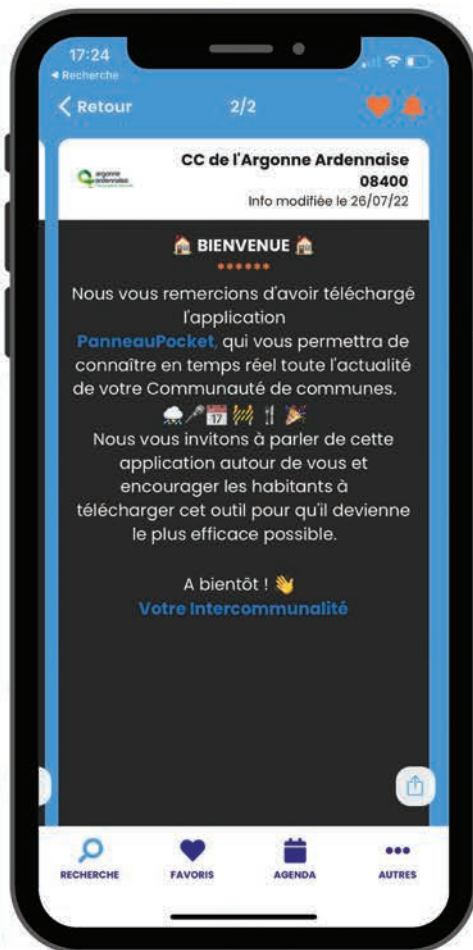 17:24
◀ Recherche
Retour
2/2
argonne
ardennaise
CC de l'Argonne Ardennaise
08400
Info modifiée le 26/07/22
🏠 BIENVENUE 🏠
Nous vous remercions d'avoir téléchargé
l'application
PanneauPocket, qui vous permettra de
connaître en temps réel toute l'actualité
de votre Communauté de communes.
🌧️🎤📅🚧🍴🎉
Nous vous invitons à parler de cette
application autour de vous et
encourager les habitants à
télécharger cet outil pour qu'il devienne
le plus efficace possible.
A bientôt ! 👋
Votre Intercommunalité
RECHERCHE
FAVORIS
AGENDA
AUTRES